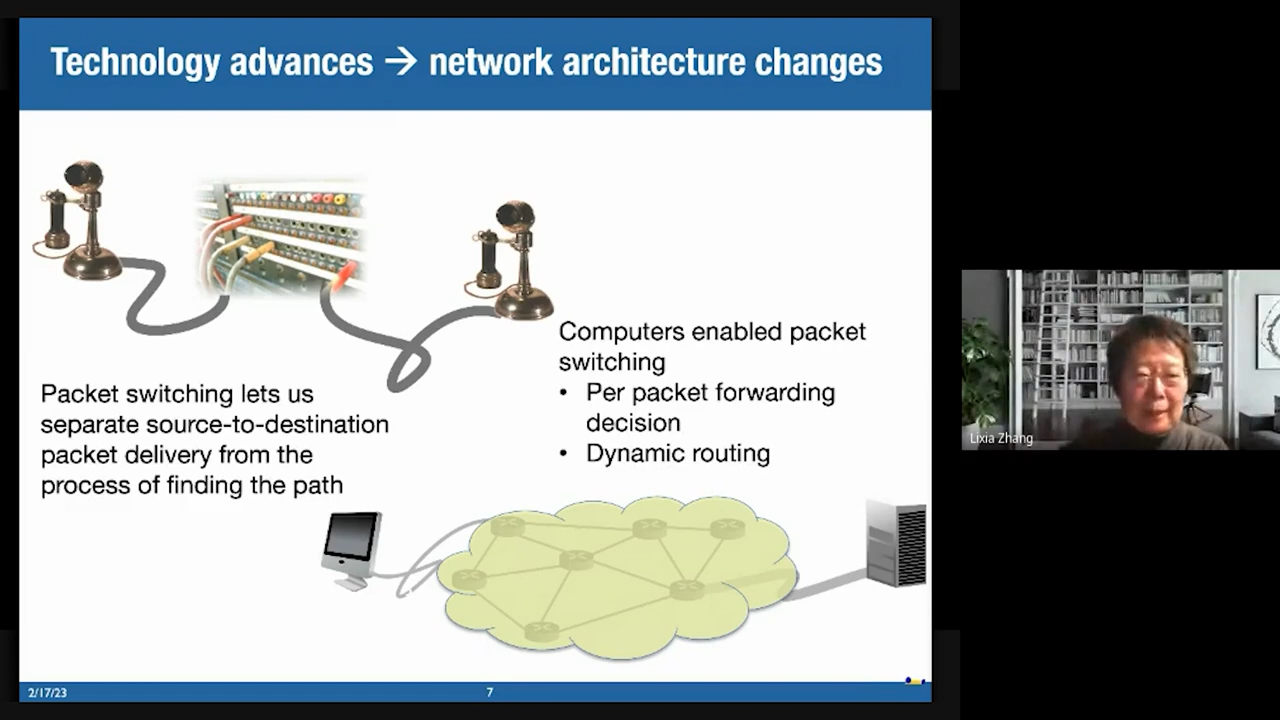 Technology advances → network architecture changes
Computers enabled packet
switching
• Per packet forwarding
decision
• Dynamic routing
Packet switching lets us
separate source-to-destination
packet delivery from the
process of finding the path
2/17/23
7
Lixia Zhang